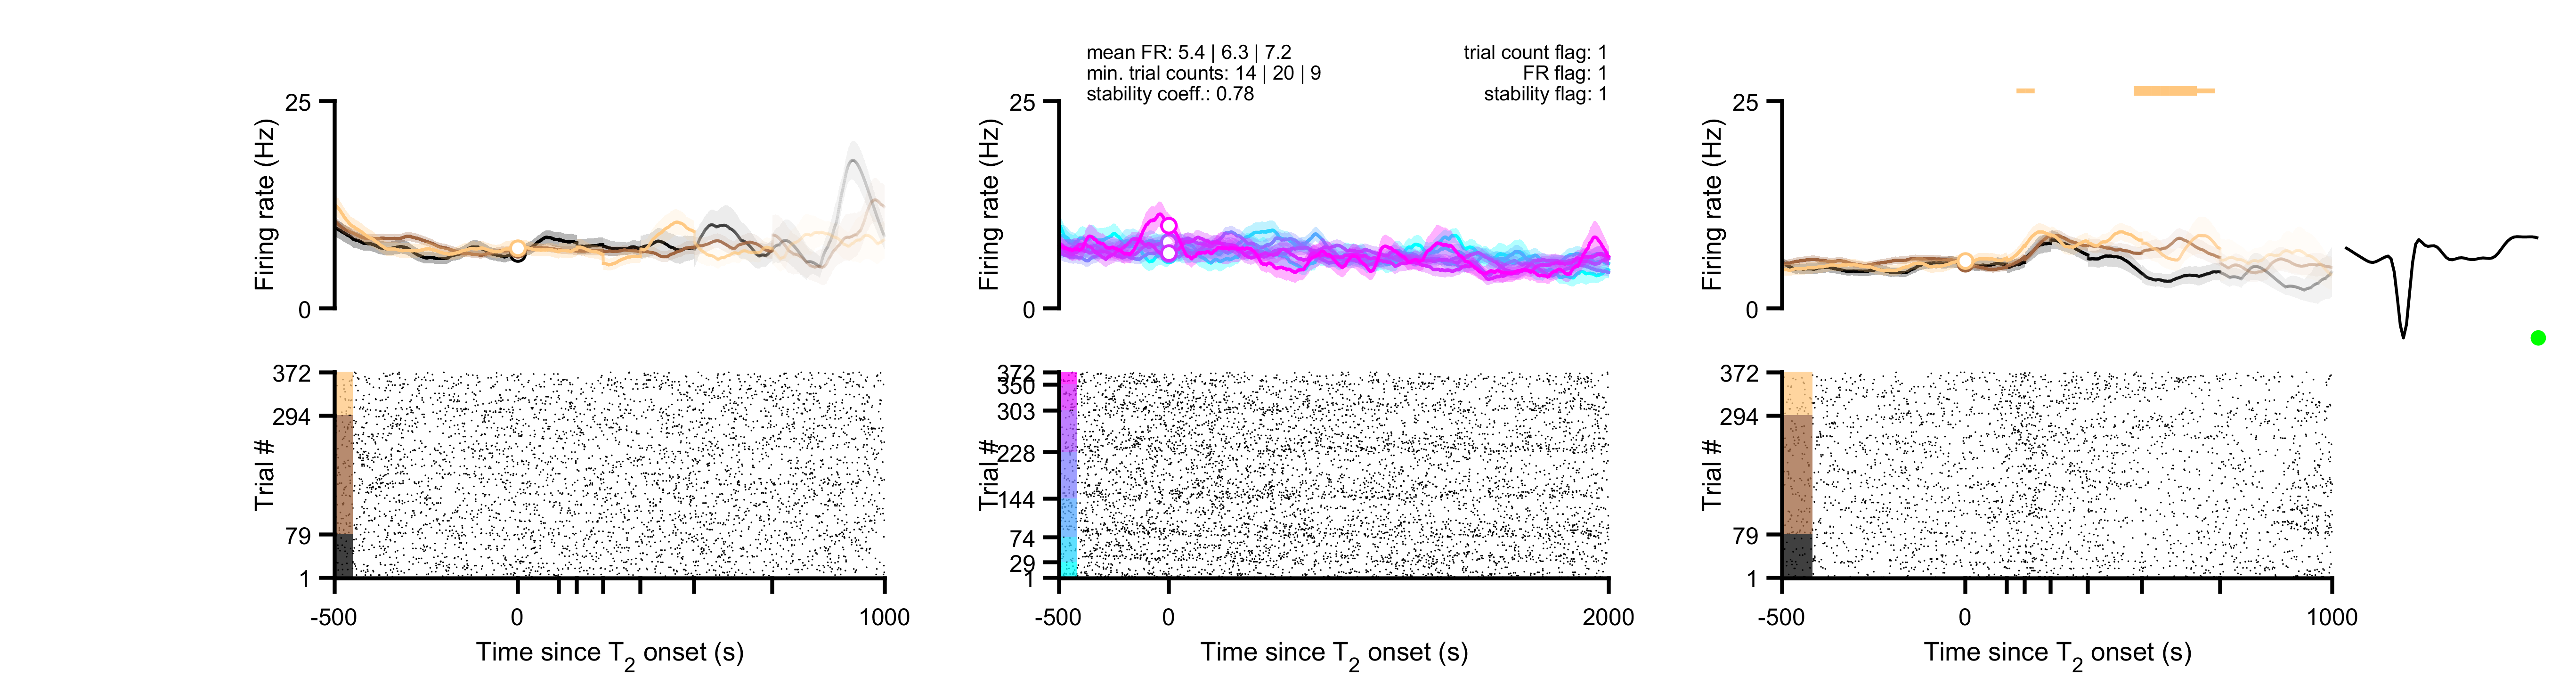 mean FR: 5.4 | 6.3 | 7.2
min. trial counts: 14 | 20 | 9
stability coeff.: 0.78
trial count flag: 1
FR flag: 1
stability flag: 1
25
0
Firing rate (Hz)
372
294
79
1
Trial #
-500
0
1000
Time since T2 onset (s)
25
0
Firing rate (Hz)
372
350
303
228
144
74
29
1
Trial #
-500
0
2000
Time since T2 onset (s)
25
0
Firing rate (Hz)
372
294
79
1
Trial #
-500
0
1000
Time since T2 onset (s)